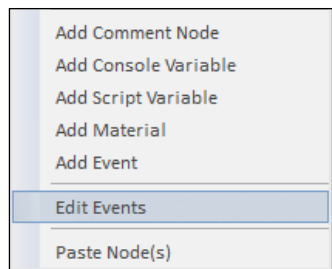 Add Comment Node
Add Console Variable
Add Script Variable
Add Material
Add Event
Edit Events
Paste Node(s)